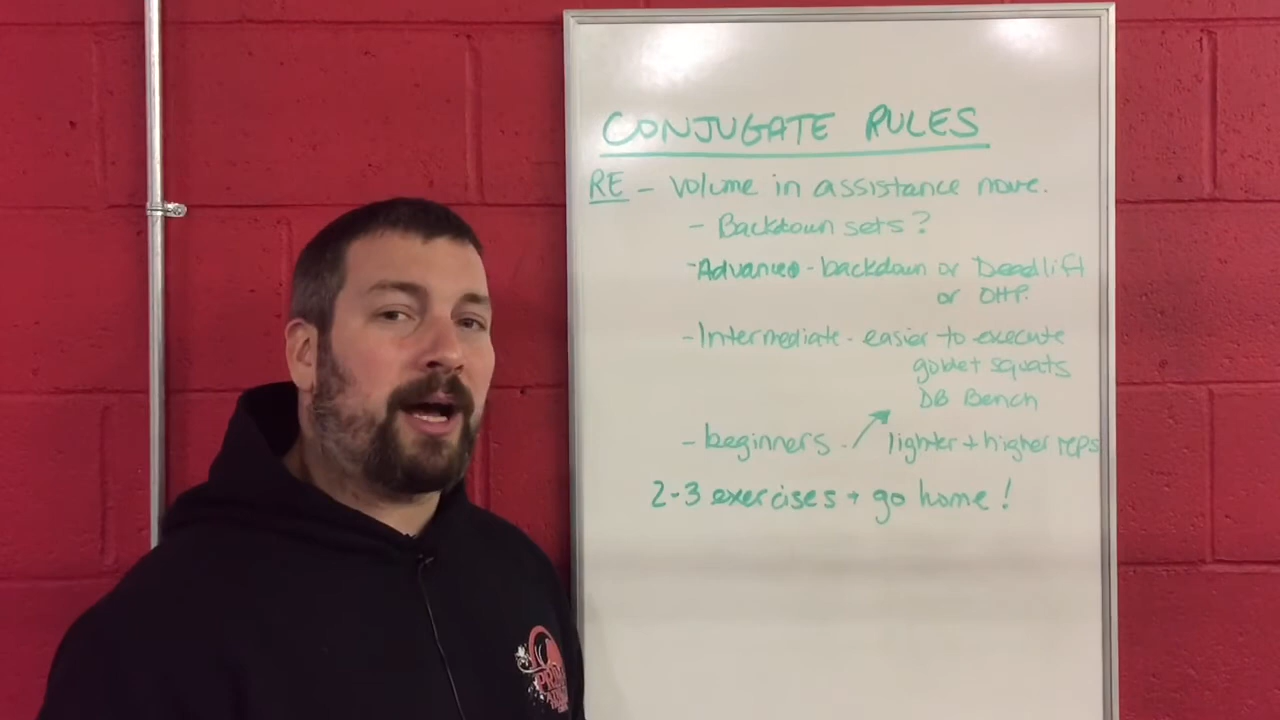 CONJUGATE RULES
RE - Volume in assistance move.
- Backdown sets?
- Advanced - backdown or Deadlift
or OHP.
- Intermediate - easier to execute
goblet squats
DB Bench
- beginners - lighter + higher reps
2-3 exercises + go home!
PRIME